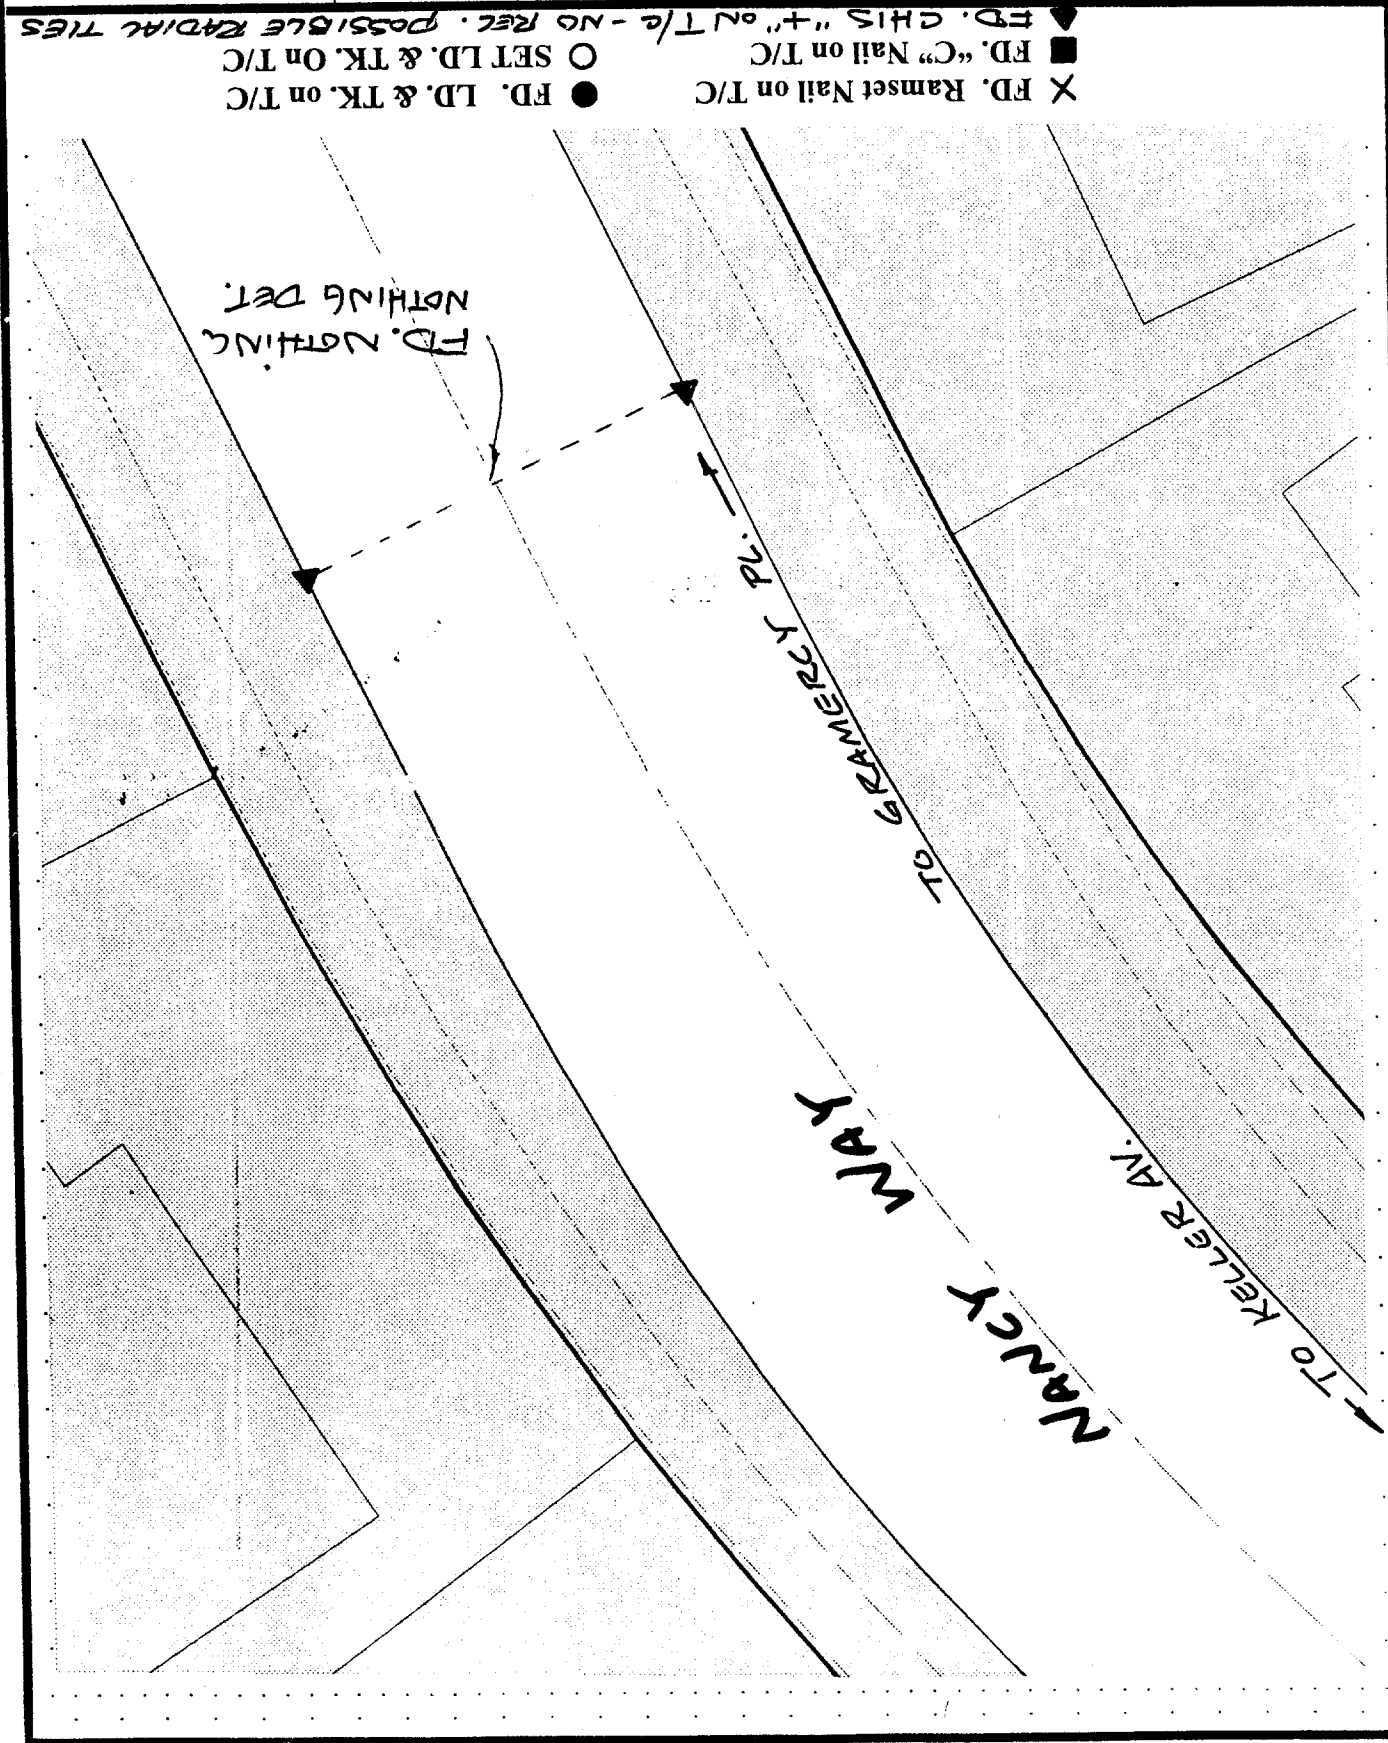 TO KELLER AV.
NANCY WAY
TO GRAMERCY PL.
FD. NOTHING
NOTHING DET.
X FD. Ramset Nail on T/C
■ FD. “C” Nail on T/C
▲ FD. CHIS "+" ON T/C - NO REC. POSSIBLE RADIAL TIES
● FD. LD. & TK. on T/C
○ SET LD. & TK. On T/C